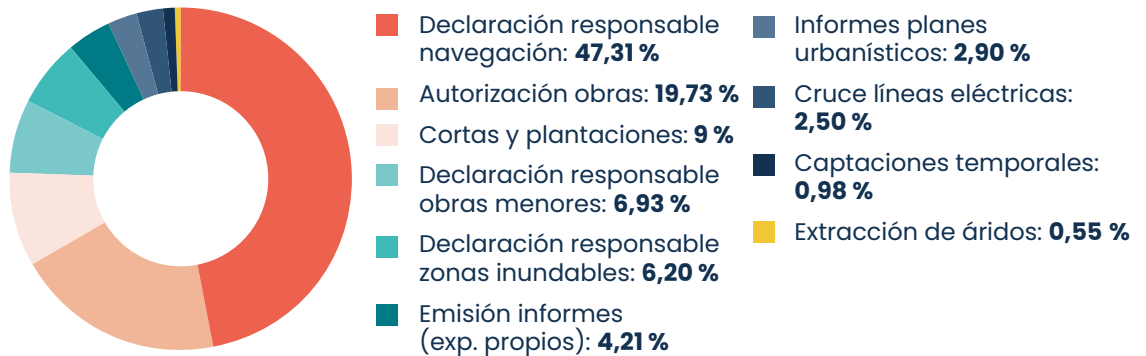 Declaración responsable
navegación: 47,31 %
Autorización obras: 19,73 %
Cortas y plantaciones: 9 %
Declaración responsable
obras menores: 6,93 %
Declaración responsable
zonas inundables: 6,20 %
Emisión informes
(exp. propios): 4,21 %
Informes planes
urbanísticos: 2,90 %
Cruce líneas eléctricas:
2,50 %
Captaciones temporales:
0,98 %
Extracción de áridos: 0,55 %